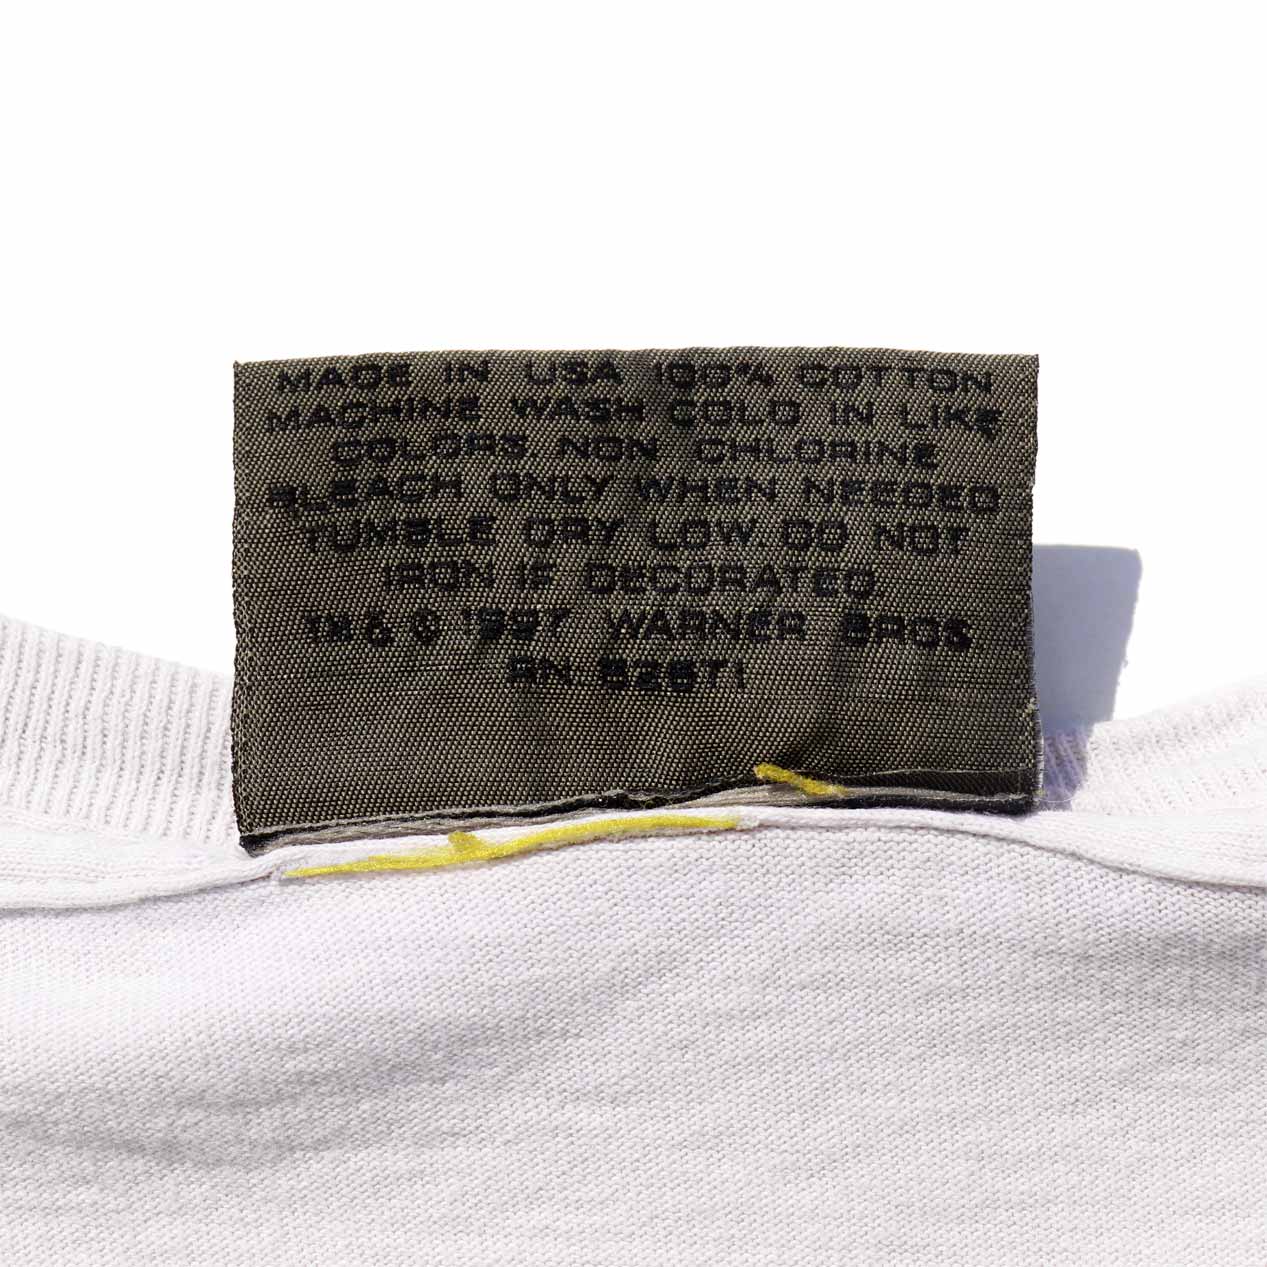 MADE IN USA 100% COTTON
MACHINE WASH COLD IN LIKE
COLORS NON CHLORINE
BLEACH ONLY WHEN NEEDED
TUMBLE DRY LOW. DO NOT
IRON IF DECORATED
TM & © 1997 WARNER BROS
RN: